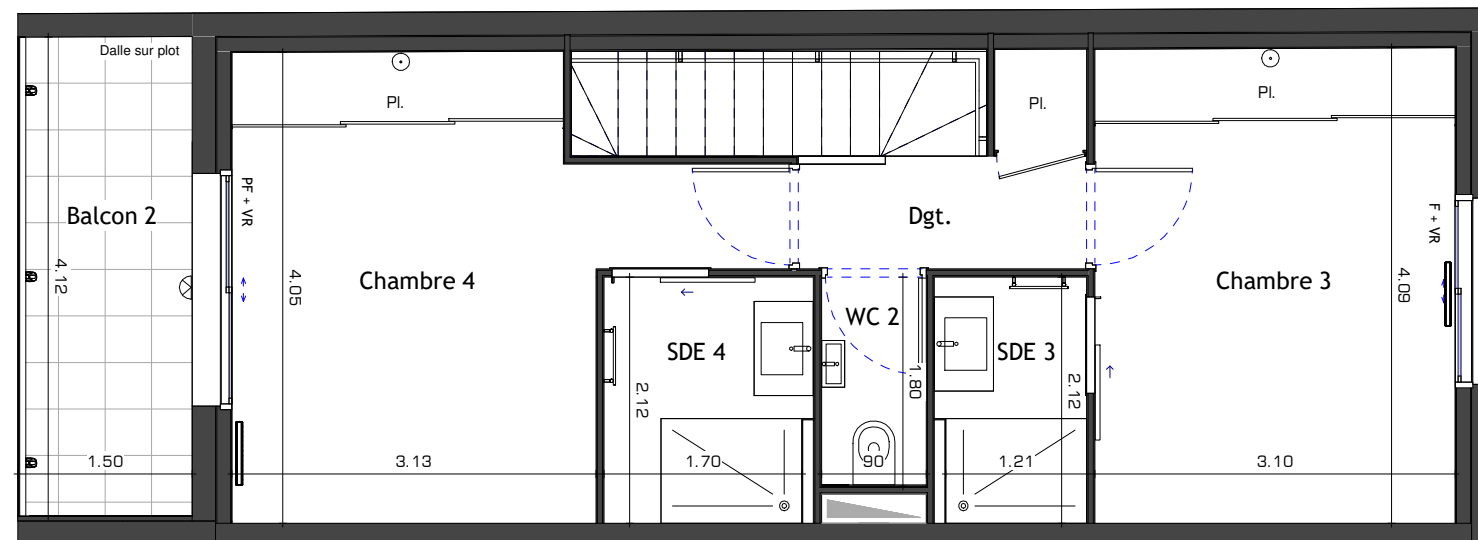 Dalle sur plot
Pl.
Pl.
Pl.
PF + VR
F + VR
Balcon 2
Dgt.
4.12
4.05
Chambre 4
Chambre 3
4.09
WC 2
SDE 4
SDE 3
1.80
2.12
2.12
1.50
3.13
1.70
90
1.21
3.10